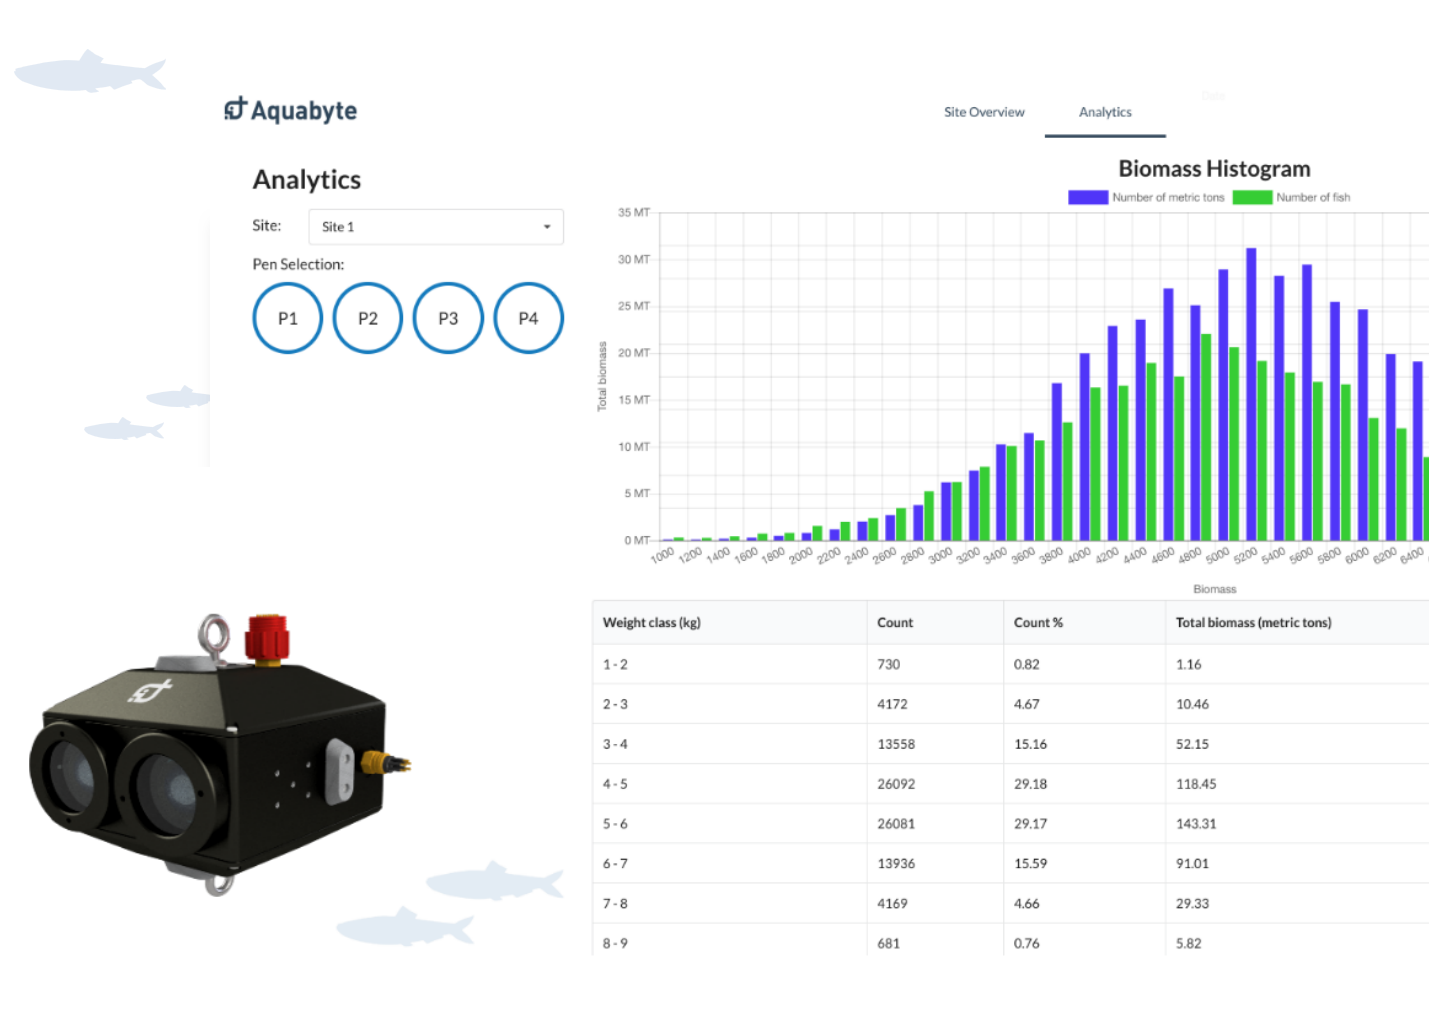 Aquabyte
Site Overview
Analytics
Data
Analytics
Site:
Site 1
Pen Selection:
P1
P2
P3
P4
Biomass Histogram
Number of metric tons
Number of fish
Total biomass
35 MT
30 MT
25 MT
20 MT
15 MT
10 MT
5 MT
0 MT
1000 1200 1400 1600 1800 2000 2200 2400 2600 2800 3000 3200 3400 3600 3800 4000 4200 4400 4600 4800 5000 5200 5400 5600 5800 6000 6200 6400
Biomass
Weight class (kg) Count Count % Total biomass (metric tons)
1 - 2 730 0.82 1.16
2 - 3 4172 4.67 10.46
3 - 4 13558 15.16 52.15
4 - 5 26092 29.18 118.45
5 - 6 26081 29.17 143.31
6 - 7 13936 15.59 91.01
7 - 8 4169 4.66 29.33
8 - 9 681 0.76 5.82